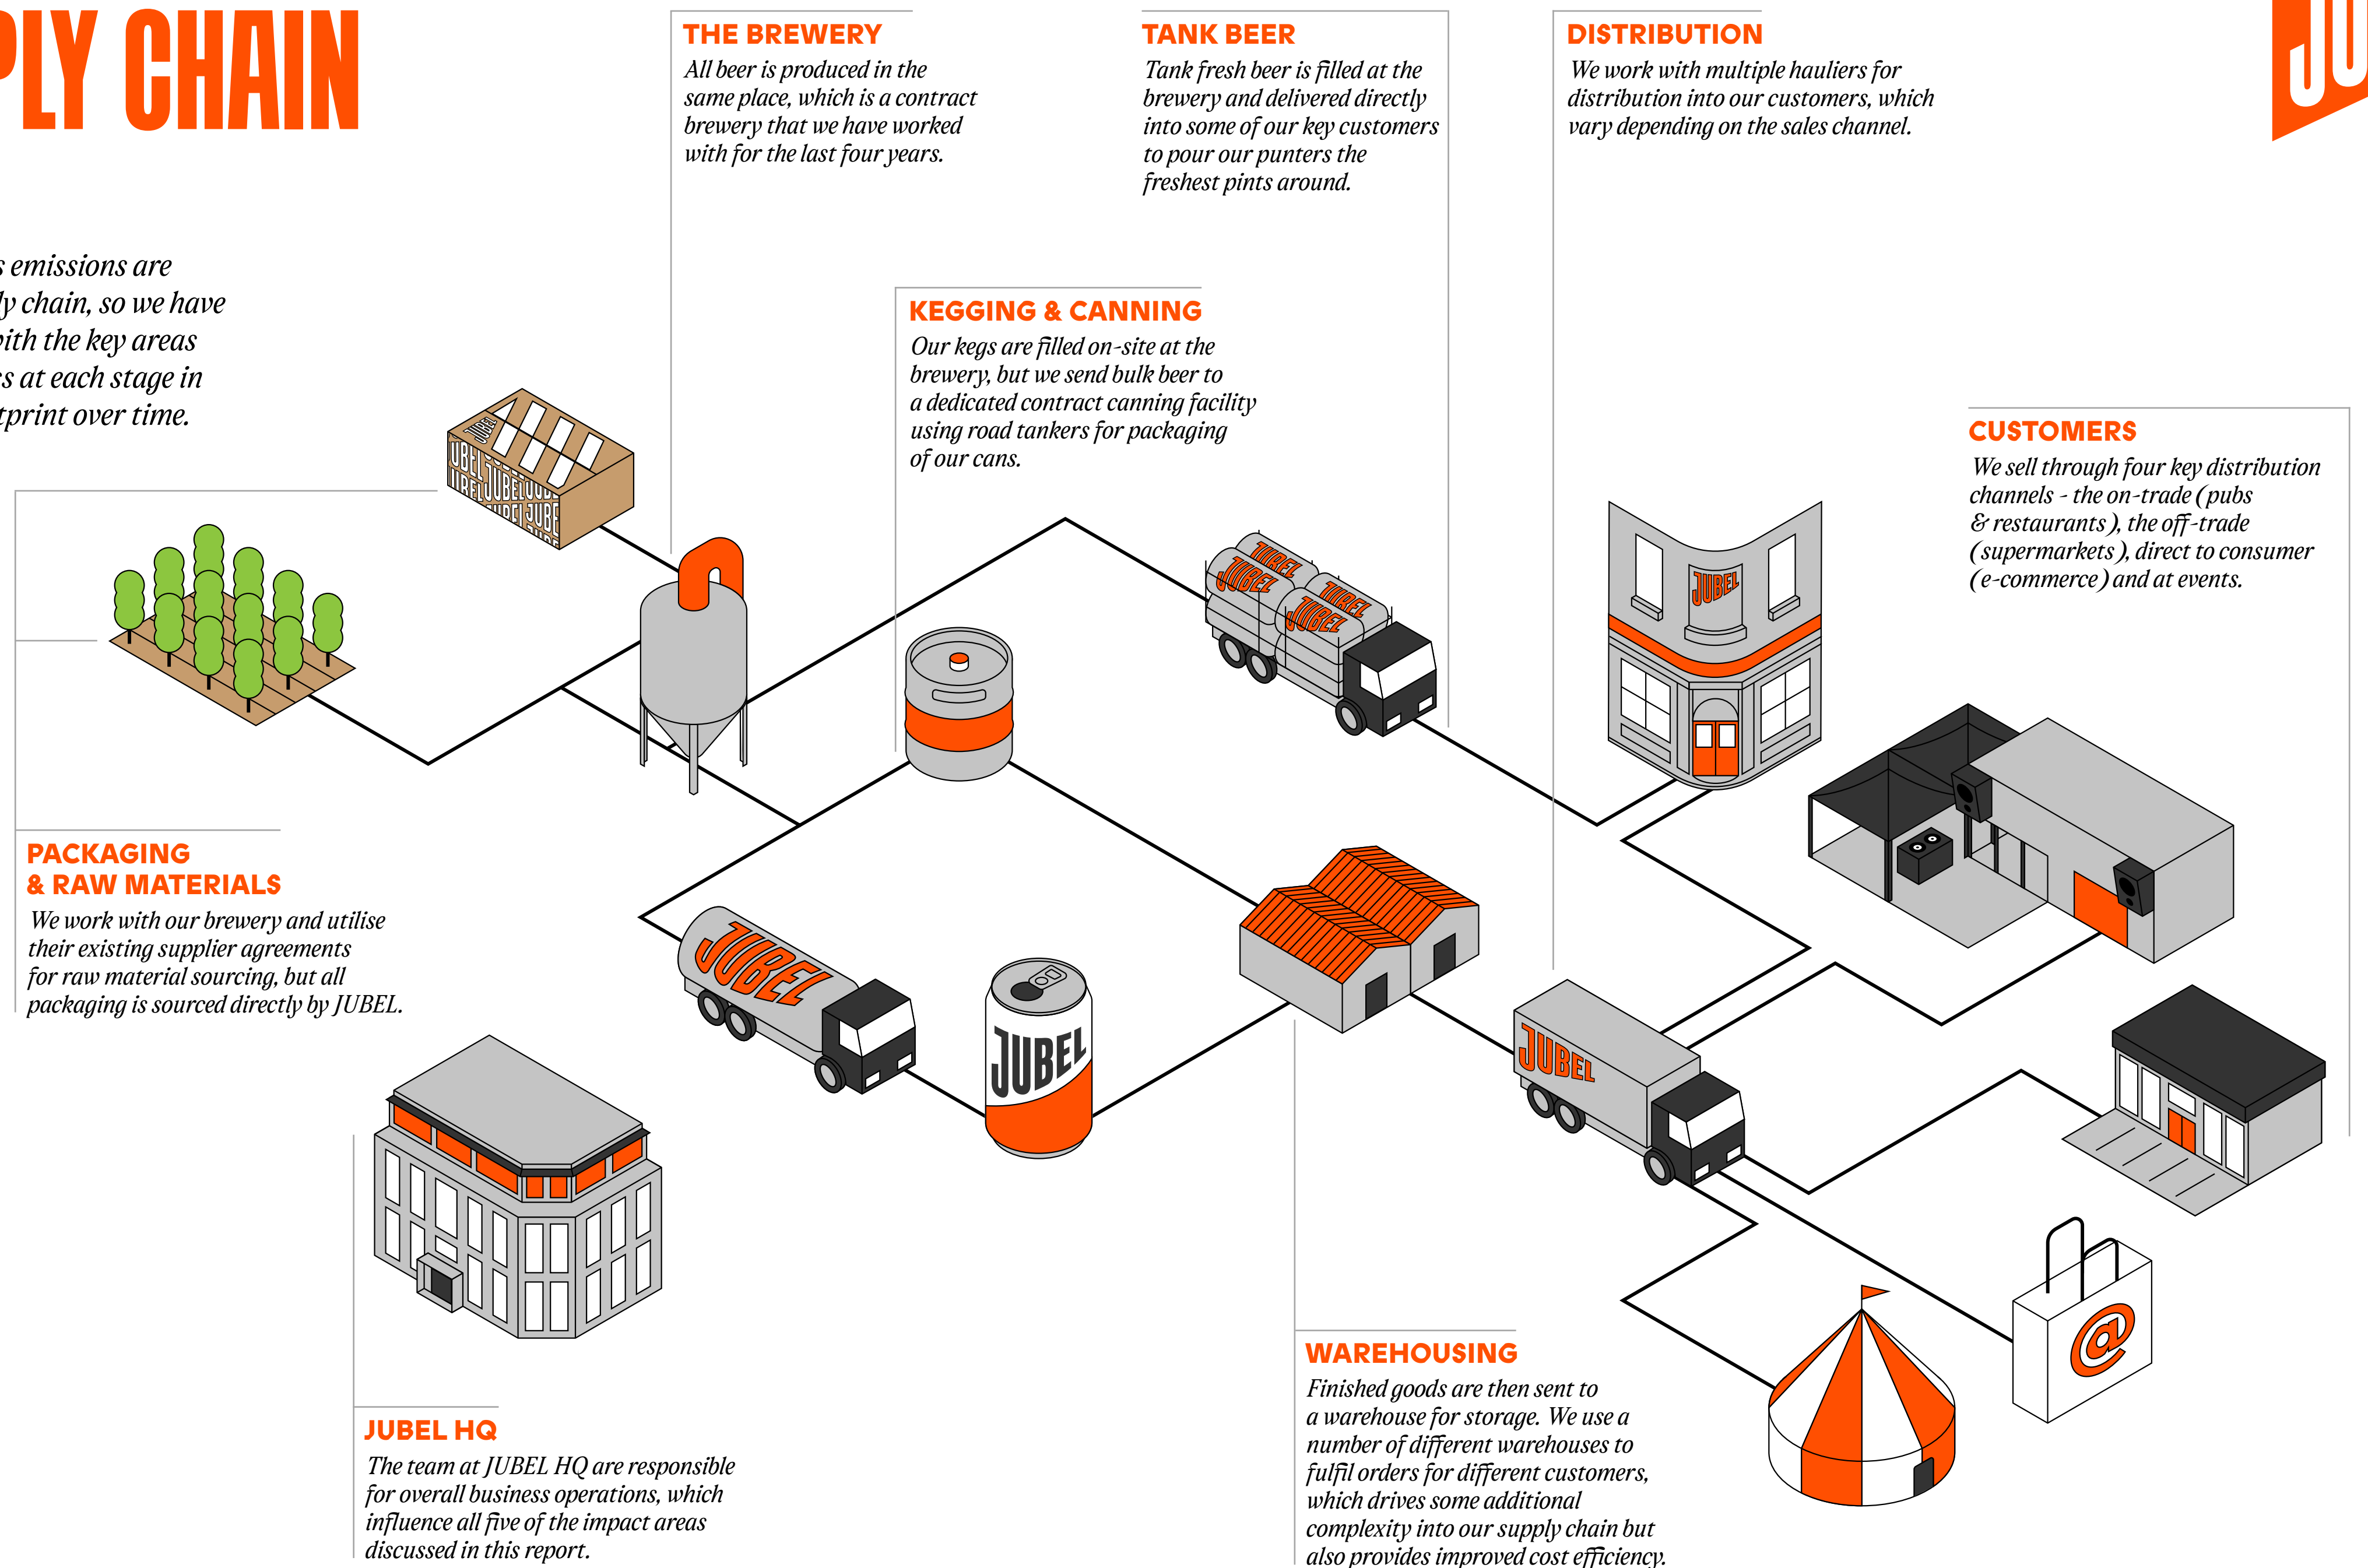 PLY CHAIN
s emissions are
ly chain, so we have
with the key areas
s at each stage in
tprint over time.
THE BREWERY
All beer is produced in the
same place, which is a contract
brewery that we have worked
with for the last four years.
TANK BEER
Tank fresh beer is filled at the
brewery and delivered directly
into some of our key customers
to pour our punters the
freshest pints around.
DISTRIBUTION
We work with multiple hauliers for
distribution into our customers, which
vary depending on the sales channel.
JU
KEGGING & CANNING
Our kegs are filled on-site at the
brewery, but we send bulk beer to
a dedicated contract canning facility
using road tankers for packaging
of our cans.
CUSTOMERS
We sell through four key distribution
channels - the on-trade (pubs
& restaurants), the off-trade
(supermarkets), direct to consumer
(e-commerce) and at events.
JUBEL
UBEL JUBEL JUBE
JUBEL
JUBEL
JUBEL
JUBEL
JUBEL
PACKAGING
& RAW MATERIALS
We work with our brewery and utilise
their existing supplier agreements
for raw material sourcing, but all
packaging is sourced directly by JUBEL.
JUBEL
JUBEL
JUBEL
@
JUBEL HQ
The team at JUBEL HQ are responsible
for overall business operations, which
influence all five of the impact areas
discussed in this report.
WAREHOUSING
Finished goods are then sent to
a warehouse for storage. We use a
number of different warehouses to
fulfil orders for different customers,
which drives some additional
complexity into our supply chain but
also provides improved cost efficiency.